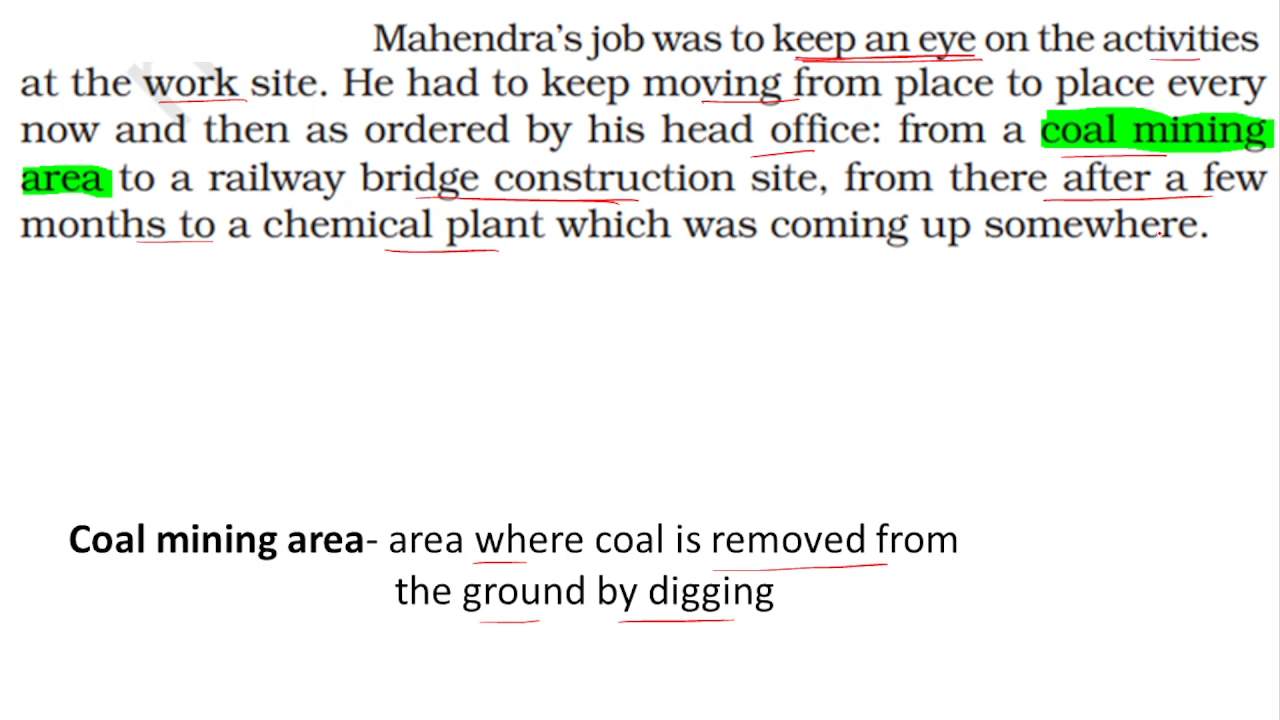 Mahendra's job was to keep an eye on the activities
at the work site. He had to keep moving from place to place every
now and then as ordered by his head office: from a coal mining
area to a railway bridge construction site, from there after a few
months to a chemical plant which was coming up somewhere.
Coal mining area- area where coal is removed from
the ground by digging